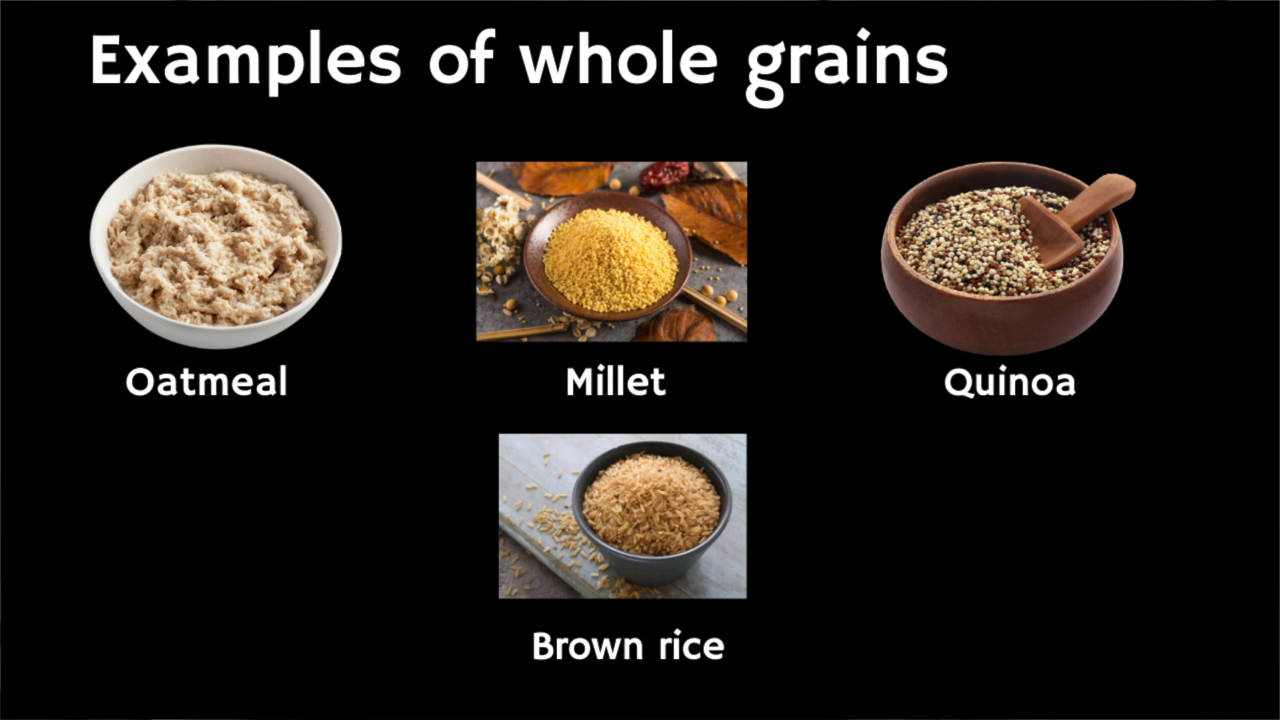 Examples of whole grains
Oatmeal
Millet
Quinoa
Brown rice